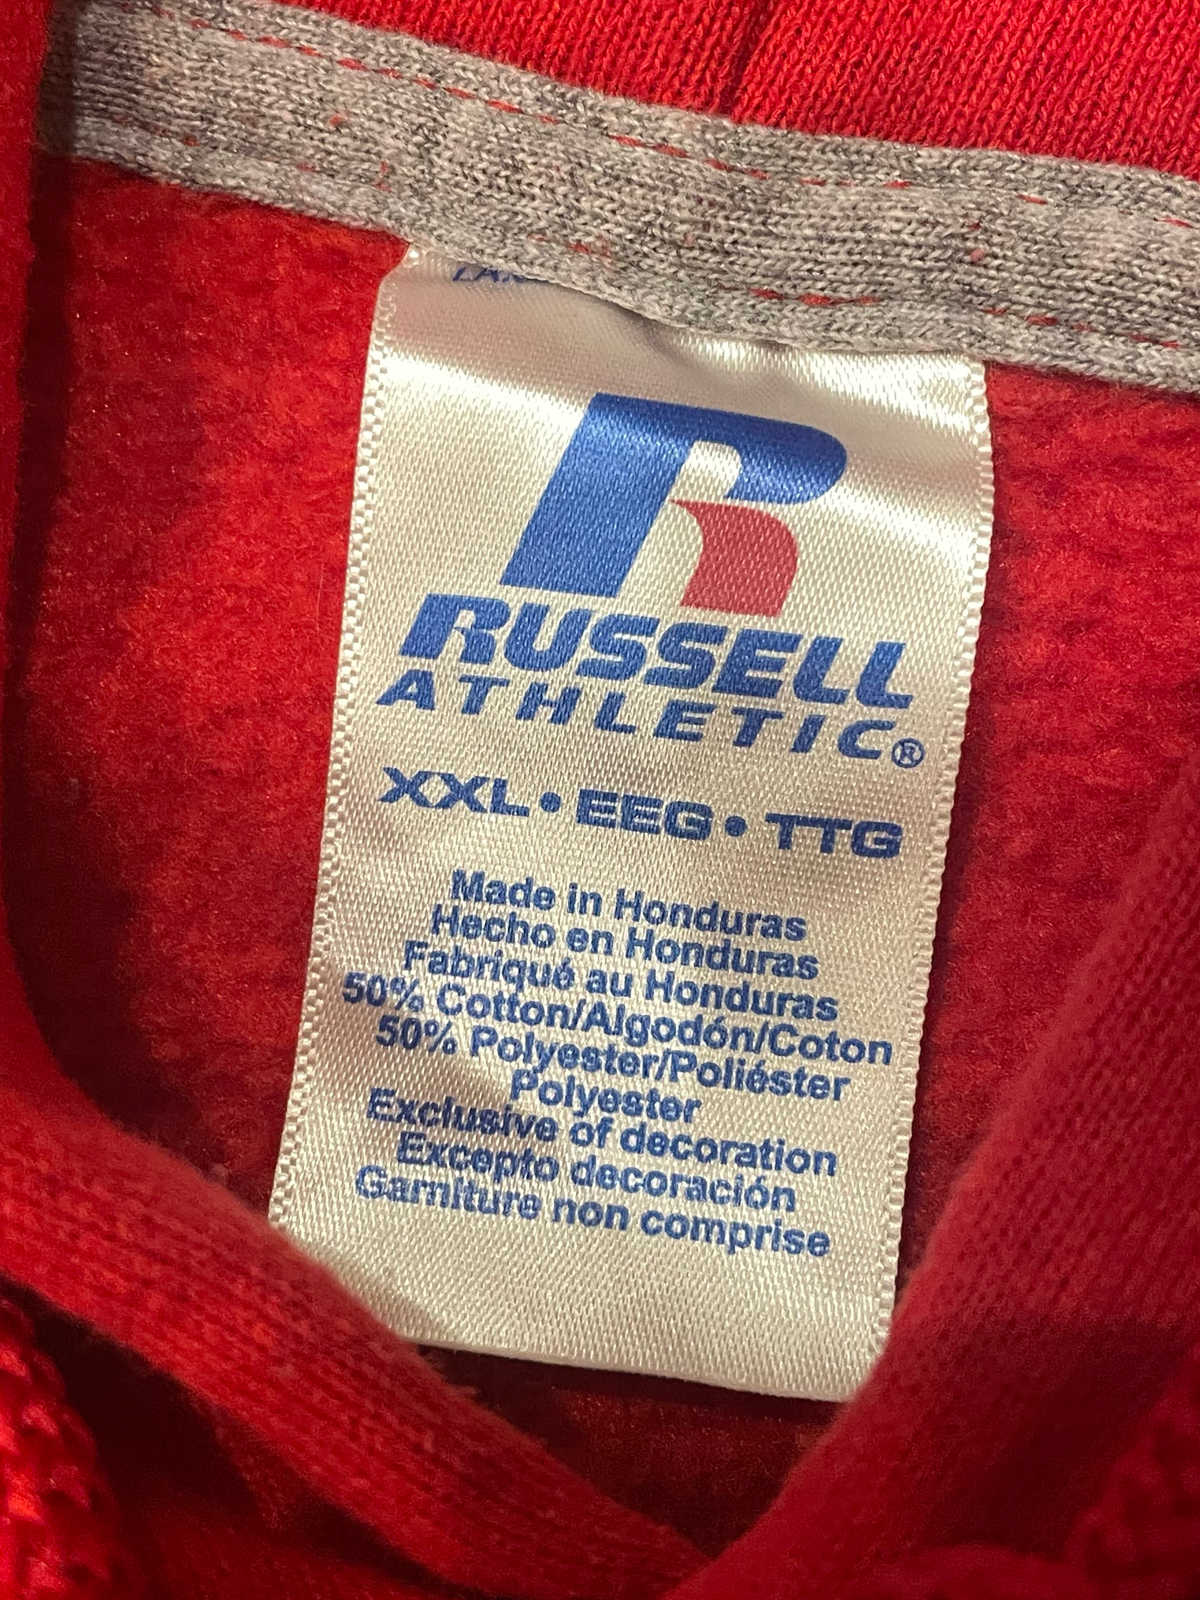 RUSSELL
ATHLETIC®
XXL • EEG • TTG
Made in Honduras
Hecho en Honduras
Fabriqué au Honduras
50% Cotton/Algodón/Coton
50% Polyester/Poliéster
Polyester
Exclusive of decoration
Excepto decoración
Garniture non comprise